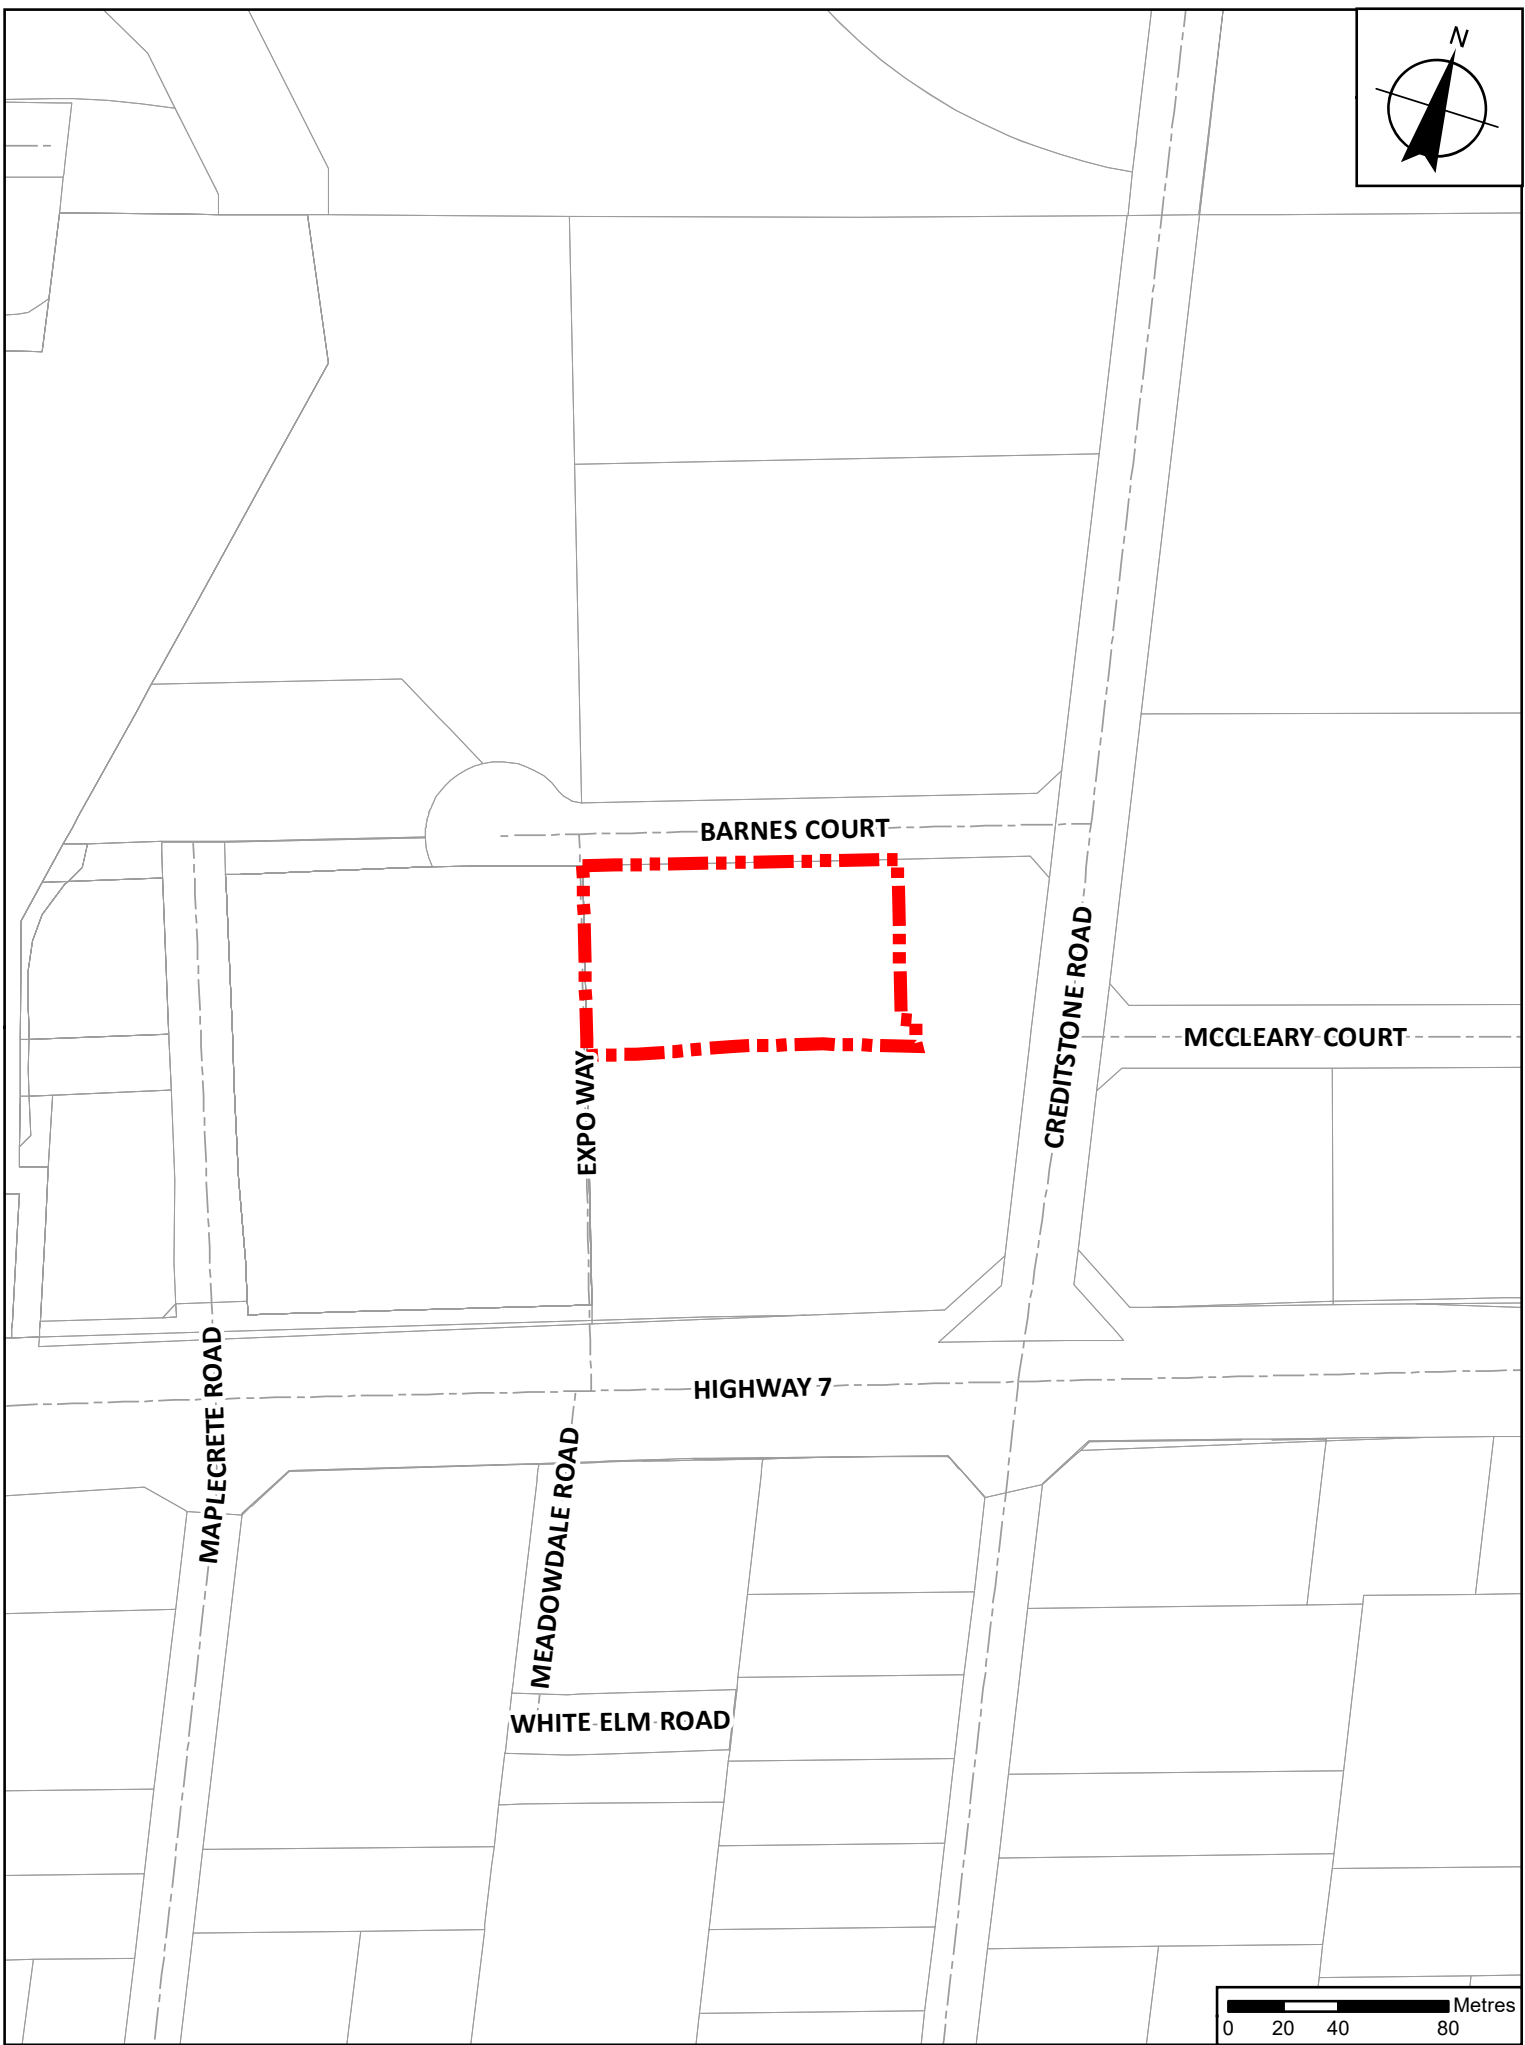 N
BARNES COURT
CREDITSTONE ROAD
MCCLEARY COURT
EXPO WAY
MAPLECRETE ROAD
HIGHWAY 7
MEADOWDALE ROAD
WHITE ELM ROAD
Metres
0 20 40 80